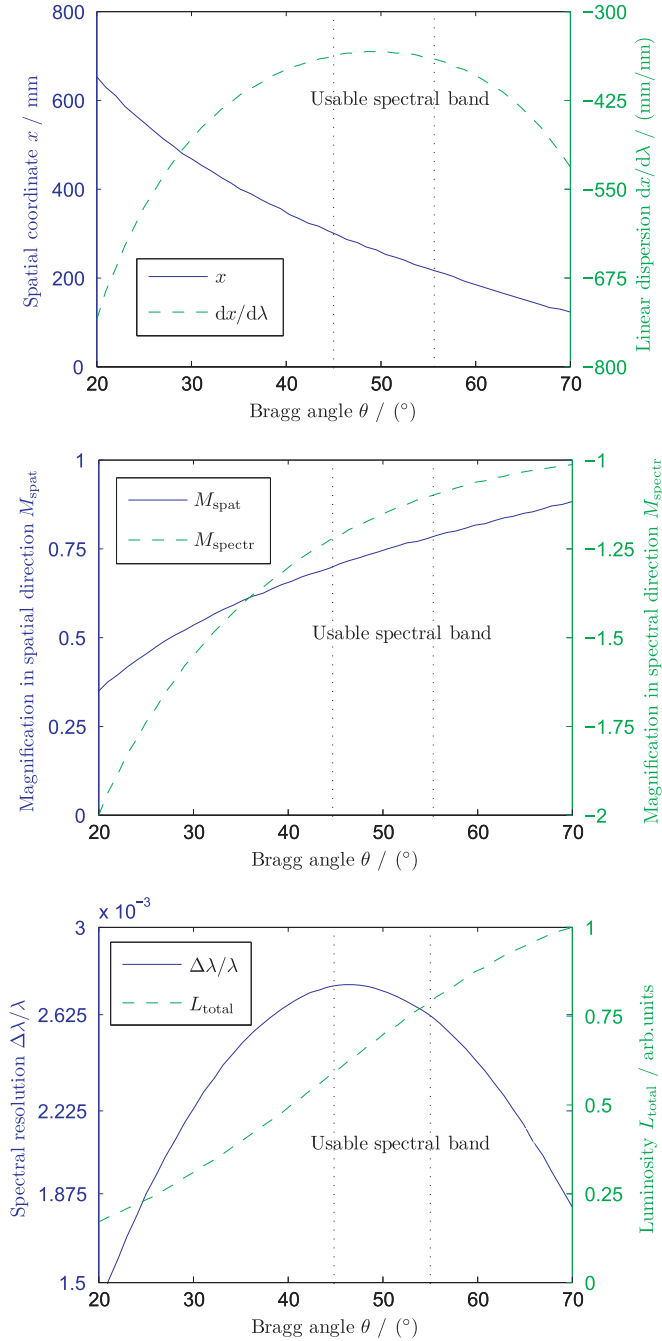 800
600
400
200
0
Spatial coordinate x / mm
−300
−425
−550
−675
−800
Linear dispersion dx/dλ / (mm/nm)
Usable spectral band
x
dx/dλ
20 30 40 50 60 70
Bragg angle θ / (°)
1
0.75
0.5
0.25
0
Magnification in spatial direction M_spat
−1
−1.25
−1.5
−1.75
−2
Magnification in spectral direction M_spectr
M_spat
M_spectr
Usable spectral band
20 30 40 50 60 70
Bragg angle θ / (°)
x 10⁻³
3
2.625
2.225
1.875
1.5
Spectral resolution Δλ/λ
1
0.75
0.5
0.25
0
Luminosity L_total / arb.units
Δλ/λ
L_total
Usable spectral band
20 30 40 50 60 70
Bragg angle θ / (°)